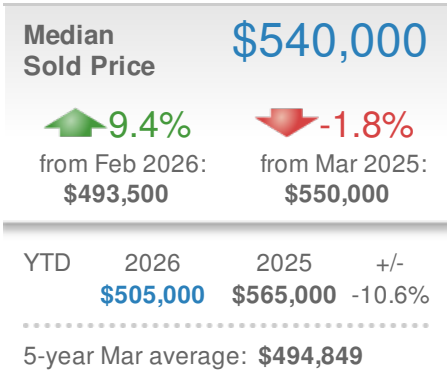 Median $540,000
Sold Price
9.4% -1.8%
from Feb 2026: from Mar 2025:
$493,500 $550,000
YTD 2026 2025 +/-
$505,000 $565,000 -10.6%
5-year Mar average: $494,849